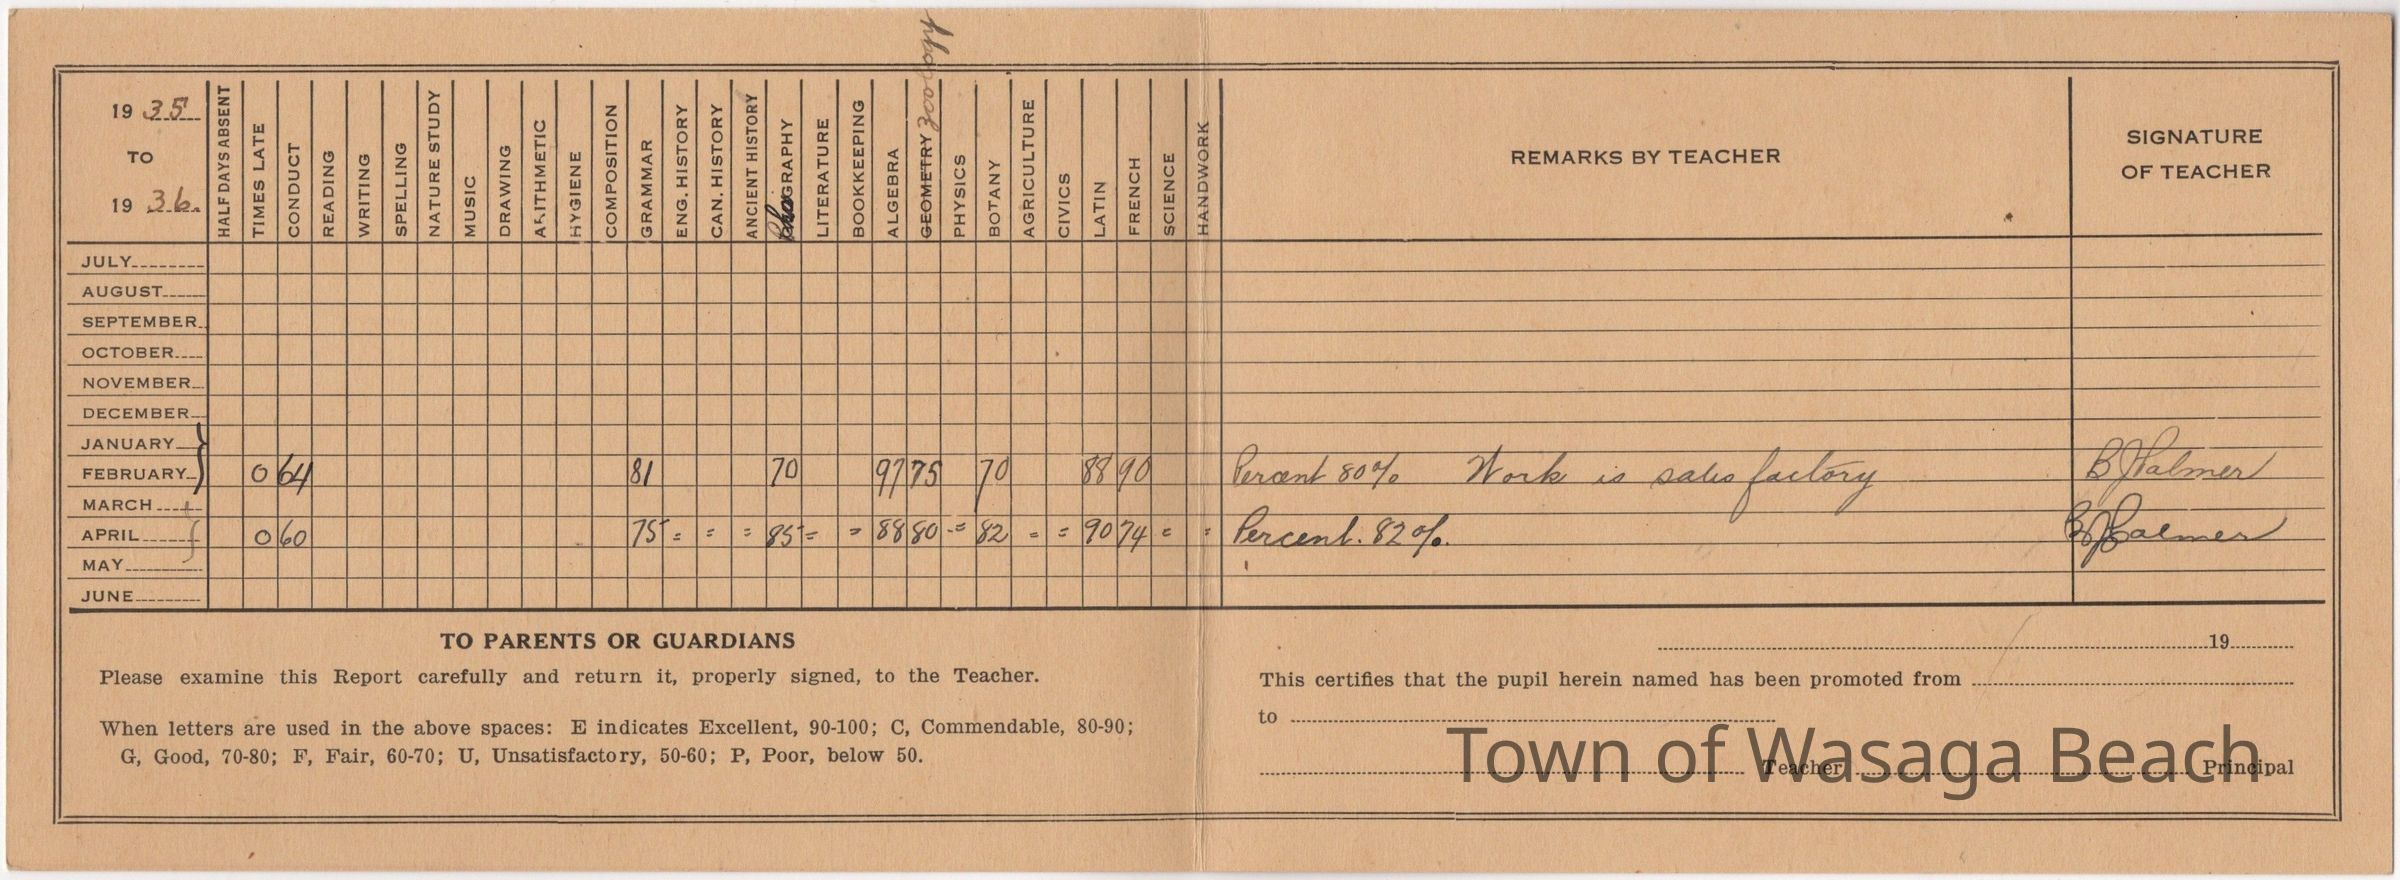 19 35
TO
19 36.
HALF DAYS ABSENT
TIMES LATE
CONDUCT
READING
WRITING
SPELLING
NATURE STUDY
MUSIC
DRAWING
ARITHMETIC
HYGIENE
COMPOSITION
GRAMMAR
ENG. HISTORY
CAN. HISTORY
ANCIENT HISTORY
GRAPHY
LITERATURE
BOOKKEEPING
ALGEBRA
GEOMETRY Zoology
PHYSICS
BOTANY
AGRICULTURE
CIVICS
LATIN
FRENCH
SCIENCE
HANDWORK
REMARKS BY TEACHER
SIGNATURE
OF TEACHER
JULY
AUGUST
SEPTEMBER
OCTOBER
NOVEMBER
DECEMBER
JANUARY
FEBRUARY 0 64 81 70 97 75 70 88 90 Percent 80% Work is satisfactory B J Palmer
MARCH
APRIL 0 60 75 = = = 85 = = 88 80 = 82 = = 90 74 = = Percent. 82%. B J Palmer
MAY
JUNE
TO PARENTS OR GUARDIANS
Please examine this Report carefully and return it, properly signed, to the Teacher.
When letters are used in the above spaces: E indicates Excellent, 90-100; C, Commendable, 80-90;
G, Good, 70-80; F, Fair, 60-70; U, Unsatisfactory, 50-60; P, Poor, below 50.
19
This certifies that the pupil herein named has been promoted from
to
Teacher Principal
Town of Wasaga Beach